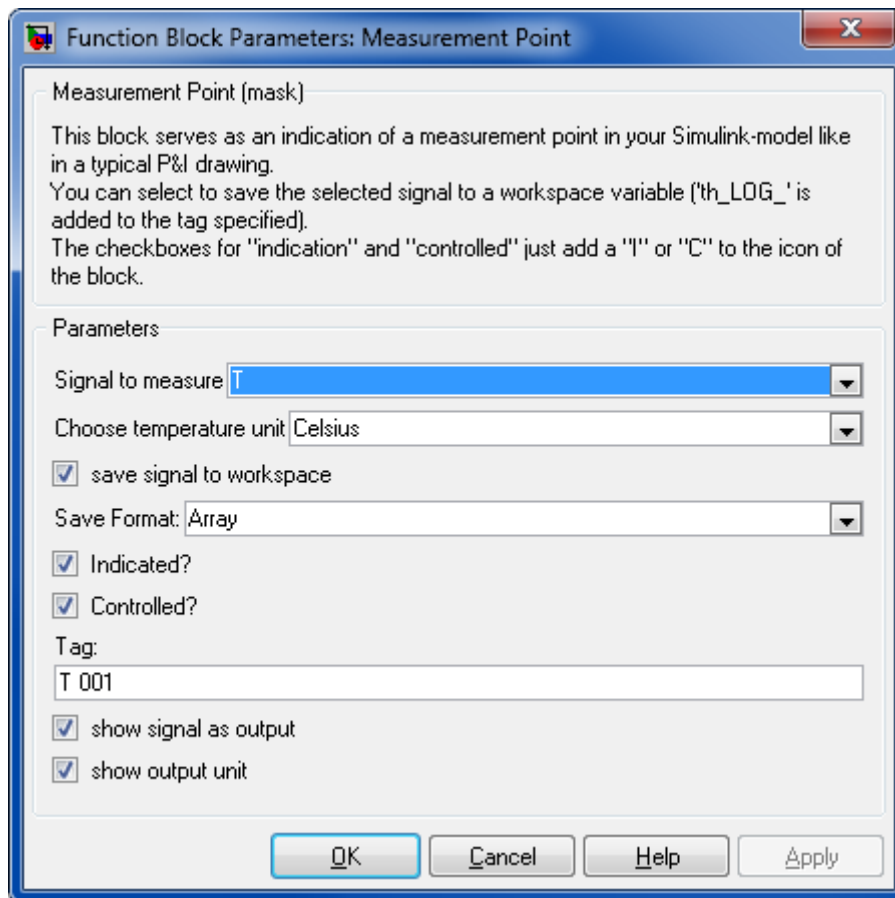 Function Block Parameters: Measurement Point
Measurement Point (mask)
This block serves as an indication of a measurement point in your Simulink-model like
in a typical P&I drawing.
You can select to save the selected signal to a workspace variable ('th_LOG_' is
added to the tag specified).
The checkboxes for "indication" and "controlled" just add a "I" or "C" to the icon of
the block.
Parameters
Signal to measure T
Choose temperature unit Celsius
save signal to workspace
Save Format: Array
Indicated?
Controlled?
Tag:
T 001
show signal as output
show output unit
OK Cancel Help Apply